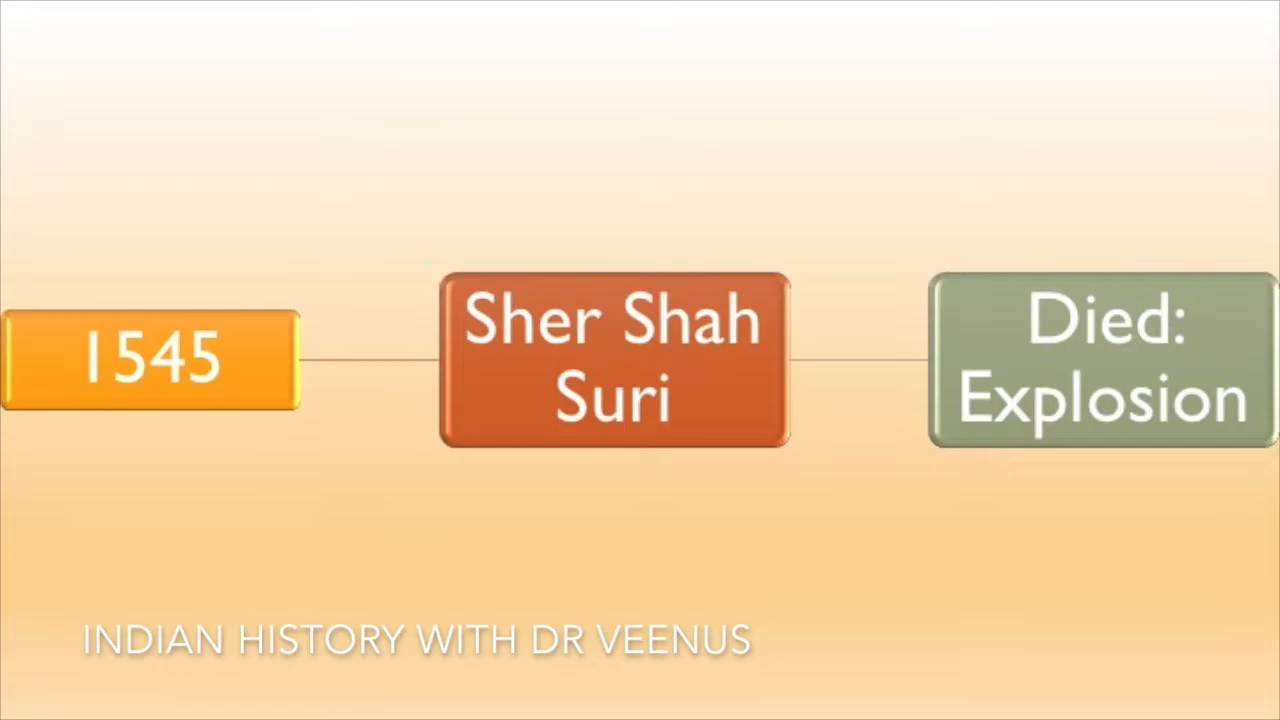 1545
Sher Shah
Suri
Died:
Explosion
INDIAN HISTORY WITH DR VEENUS